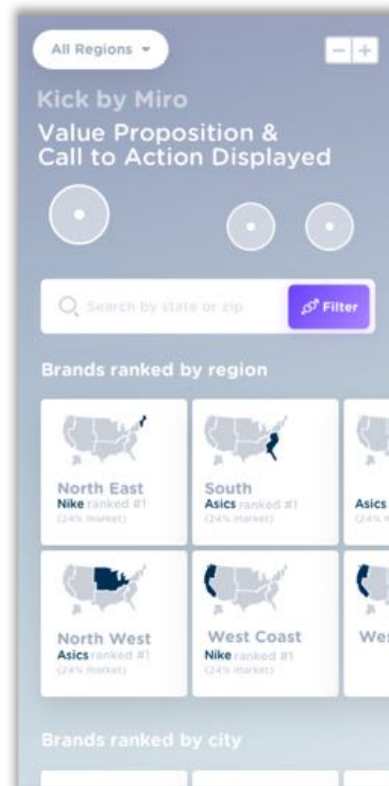 All Regions
− +
Kick by Miro
Value Proposition &
Call to Action Displayed
Search by state or zip
Filter
Brands ranked by region
North East
Nike ranked #1
(24% market)
South
Asics ranked #1
(24% market)
Asics
North West
Asics ranked #1
(24% market)
West Coast
Nike ranked #1
(24% market)
Wes
Brands ranked by city